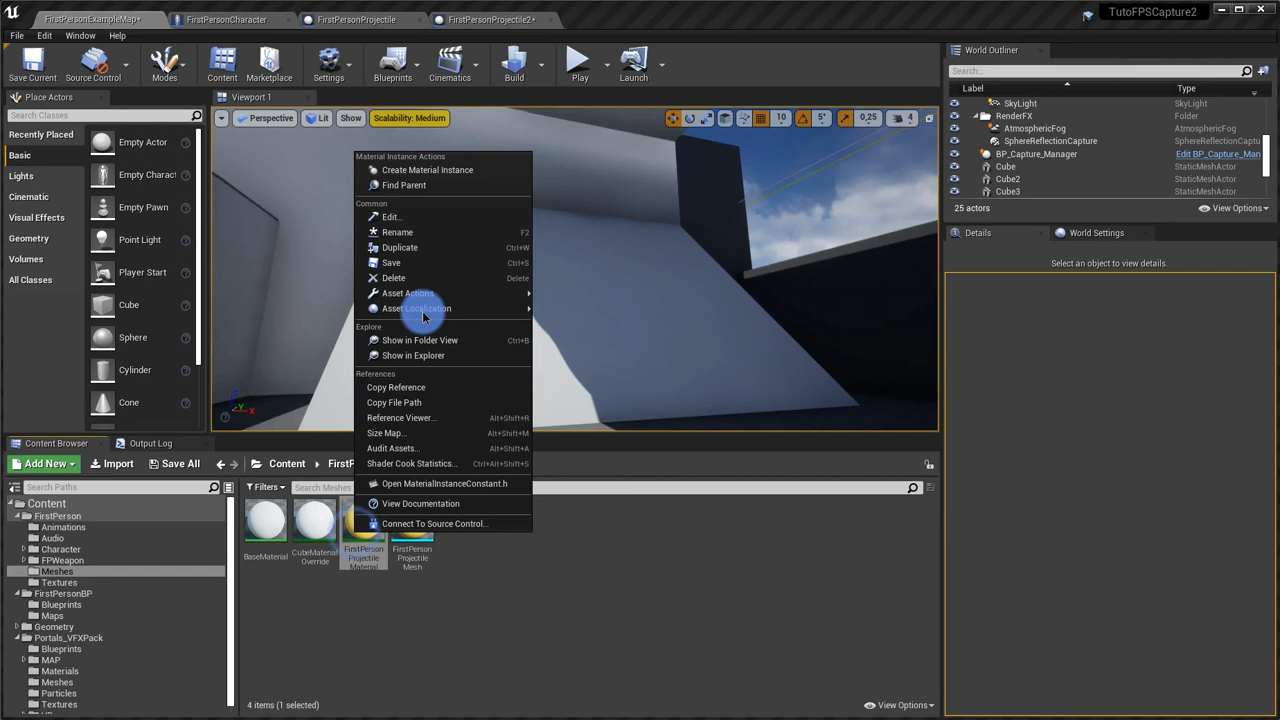 FirstPersonExampleMap*
FirstPersonCharacter
FirstPersonProjectile
FirstPersonProjectile2*
TutoFPSCapture2
File Edit Window Help
Save Current
Source Control
Modes
Content
Marketplace
Settings
Blueprints
Cinematics
Build
Play
Launch
Place Actors
Search Classes
Recently Placed
Basic
Lights
Cinematic
Visual Effects
Geometry
Volumes
All Classes
Empty Actor
Empty Charact
Empty Pawn
Point Light
Player Start
Cube
Sphere
Cylinder
Cone
Viewport 1
Perspective
Lit
Show
Scalability: Medium
10
5°
0,25
4
Material Instance Actions
Create Material Instance
Find Parent
Common
Edit...
Rename F2
Duplicate Ctrl+W
Save Ctrl+S
Delete Delete
Asset Actions
Asset Localization
Explore
Show in Folder View Ctrl+B
Show in Explorer
References
Copy Reference
Copy File Path
Reference Viewer... Alt+Shift+R
Size Map... Alt+Shift+M
Audit Assets... Alt+Shift+A
Shader Cook Statistics... Ctrl+Alt+Shift+S
Open MaterialInstanceConstant.h
View Documentation
Connect To Source Control...
World Outliner
Search...
Label Type
SkyLight SkyLight
RenderFX Folder
AtmosphericFog AtmosphericFog
SphereReflectionCapture SphereReflectionCapture
BP_Capture_Manager Edit BP_Capture_Man
Cube StaticMeshActor
Cube2 StaticMeshActor
Cube3 StaticMeshActor
25 actors
View Options
Details
World Settings
Select an object to view details.
Content Browser
Output Log
Add New
Import
Save All
Content
FirstP
Search Paths
Filters
Search Meshes
Content
FirstPerson
Animations
Audio
Character
FPWeapon
Meshes
Textures
FirstPersonBP
Blueprints
Maps
Geometry
Portals_VFXPack
Blueprints
MAP
Materials
Meshes
Particles
Textures
BaseMaterial
CubeMaterial
Override
FirstPerson
Projectile
Material
FirstPerson
Projectile
Mesh
4 items (1 selected)
View Options